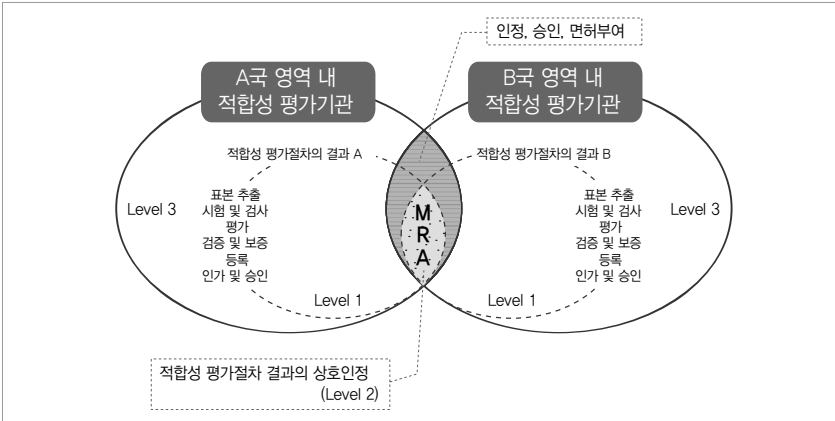 인정, 승인, 면허부여
A국 영역 내
적합성 평가기관
B국 영역 내
적합성 평가기관
적합성 평가절차의 결과 A
적합성 평가절차의 결과 B
Level 3
표본 추출
시험 및 검사
평가
검증 및 보증
등록
인가 및 승인
Level 1
M
R
A
표본 추출
시험 및 검사
평가
검증 및 보증
등록
인가 및 승인
Level 3
Level 1
적합성 평가절차 결과의 상호인정
(Level 2)